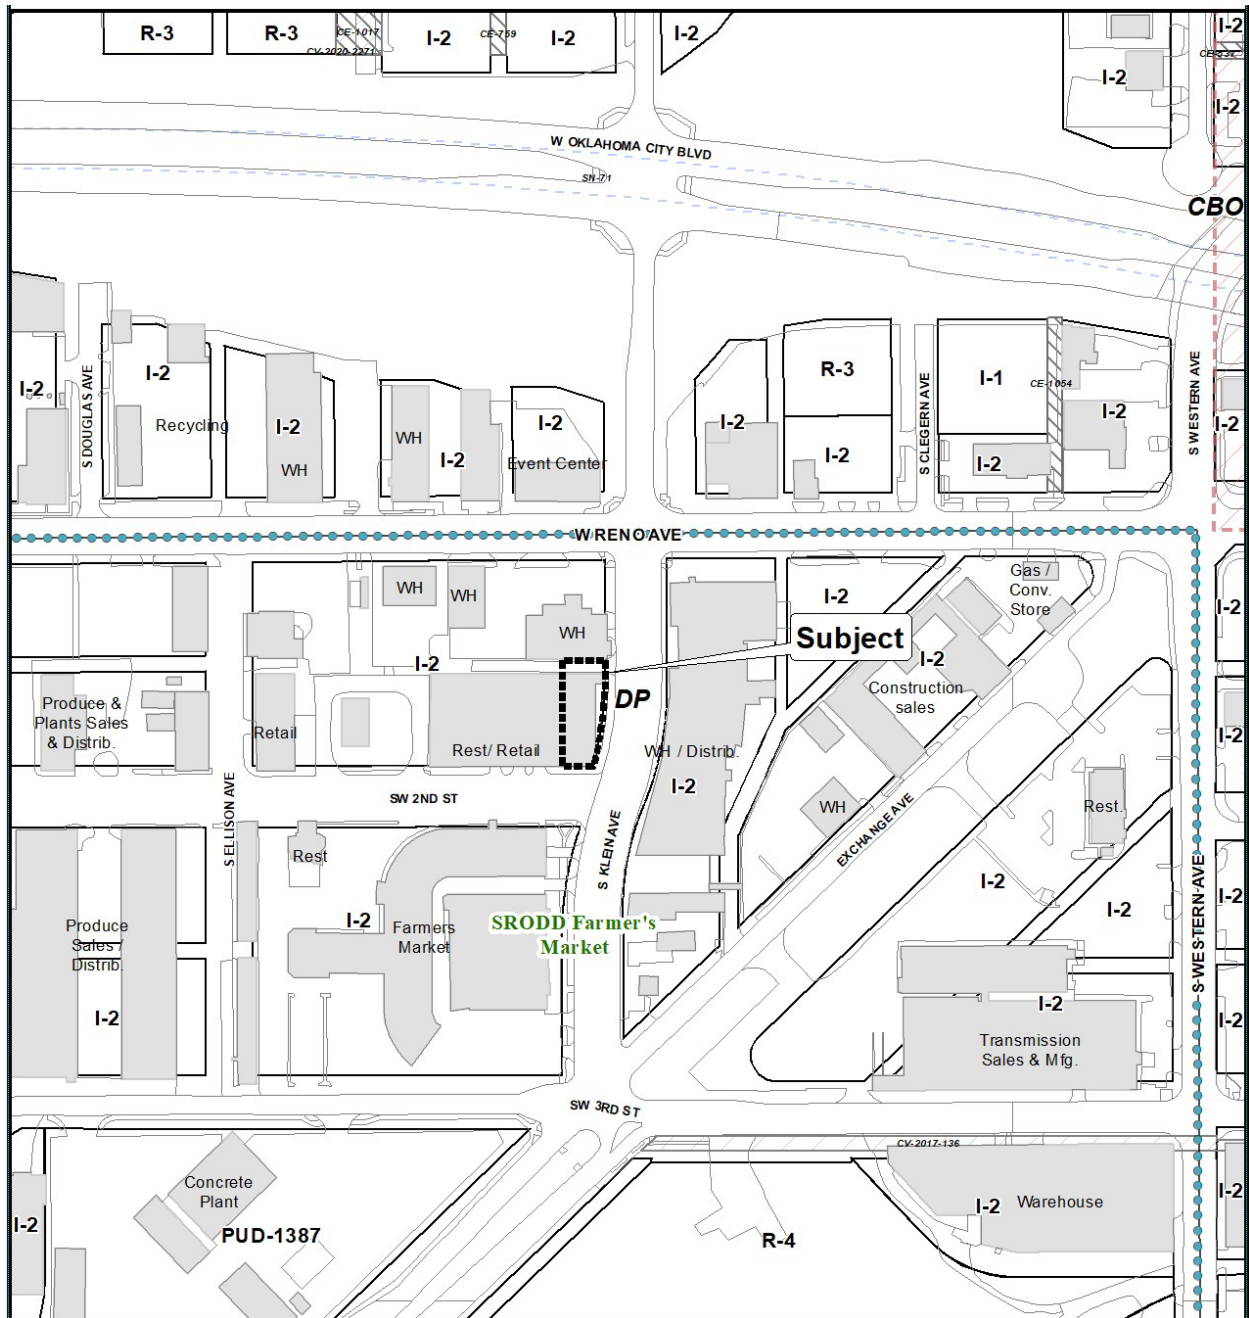 R-3
R-3
CE-1017
CV-2020-2271
I-2
CE-759
I-2
I-2
I-2
I-2
I-2
W OKLAHOMA CITY BLVD
SN-71
CBO
I-2
S DOUGLAS AVE
I-2
Recycling
I-2
WH
WH
I-2
I-2
Event Center
I-2
R-3
I-2
S CLEGERN AVE
I-1
CE-1054
I-2
I-2
S WESTERN AVE
I-2
W RENO AVE
WH
WH
WH
I-2
I-2
Subject
Gas /
Conv.
Store
I-2
Construction
sales
I-2
Produce &
Plants Sales
& Distrib.
Retail
Rest/ Retail
DP
WH / Distrib.
I-2
I-2
SW 2ND ST
S ELLISON AVE
S KLEIN AVE
WH
EXCHANGE AVE
Rest.
Rest
I-2
Farmers
Market
SRODD Farmer's
Market
I-2
I-2
I-2
S WESTERN AVE
Produce
Sales /
Distrib.
I-2
I-2
Transmission
Sales & Mfg.
I-2
SW 3RD ST
CV-2017-136
Concrete
Plant
I-2
PUD-1387
R-4
I-2
Warehouse
I-2